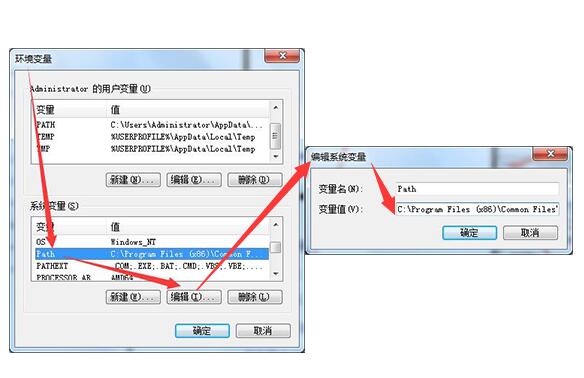 环境变量
Administrator 的用户变量(U)
变量 值
PATH C:\Users\Administrator\AppData\...
TEMP %USERPROFILE%\AppData\Local\Temp
TMP %USERPROFILE%\AppData\Local\Temp
新建(N)... 编辑(E)... 删除(D)
系统变量(S)
变量 值
OS Windows_NT
Path C:\Program Files (x86)\Common F...
PATHEXT .COM;.EXE;.BAT;.CMD;.VBS;.VBE;....
PROCESSOR_AR AMD64
新建(W)... 编辑(I)... 删除(L)
确定 取消
编辑系统变量
变量名(N): Path
变量值(V): C:\Program Files (x86)\Common Files\
确定 取消